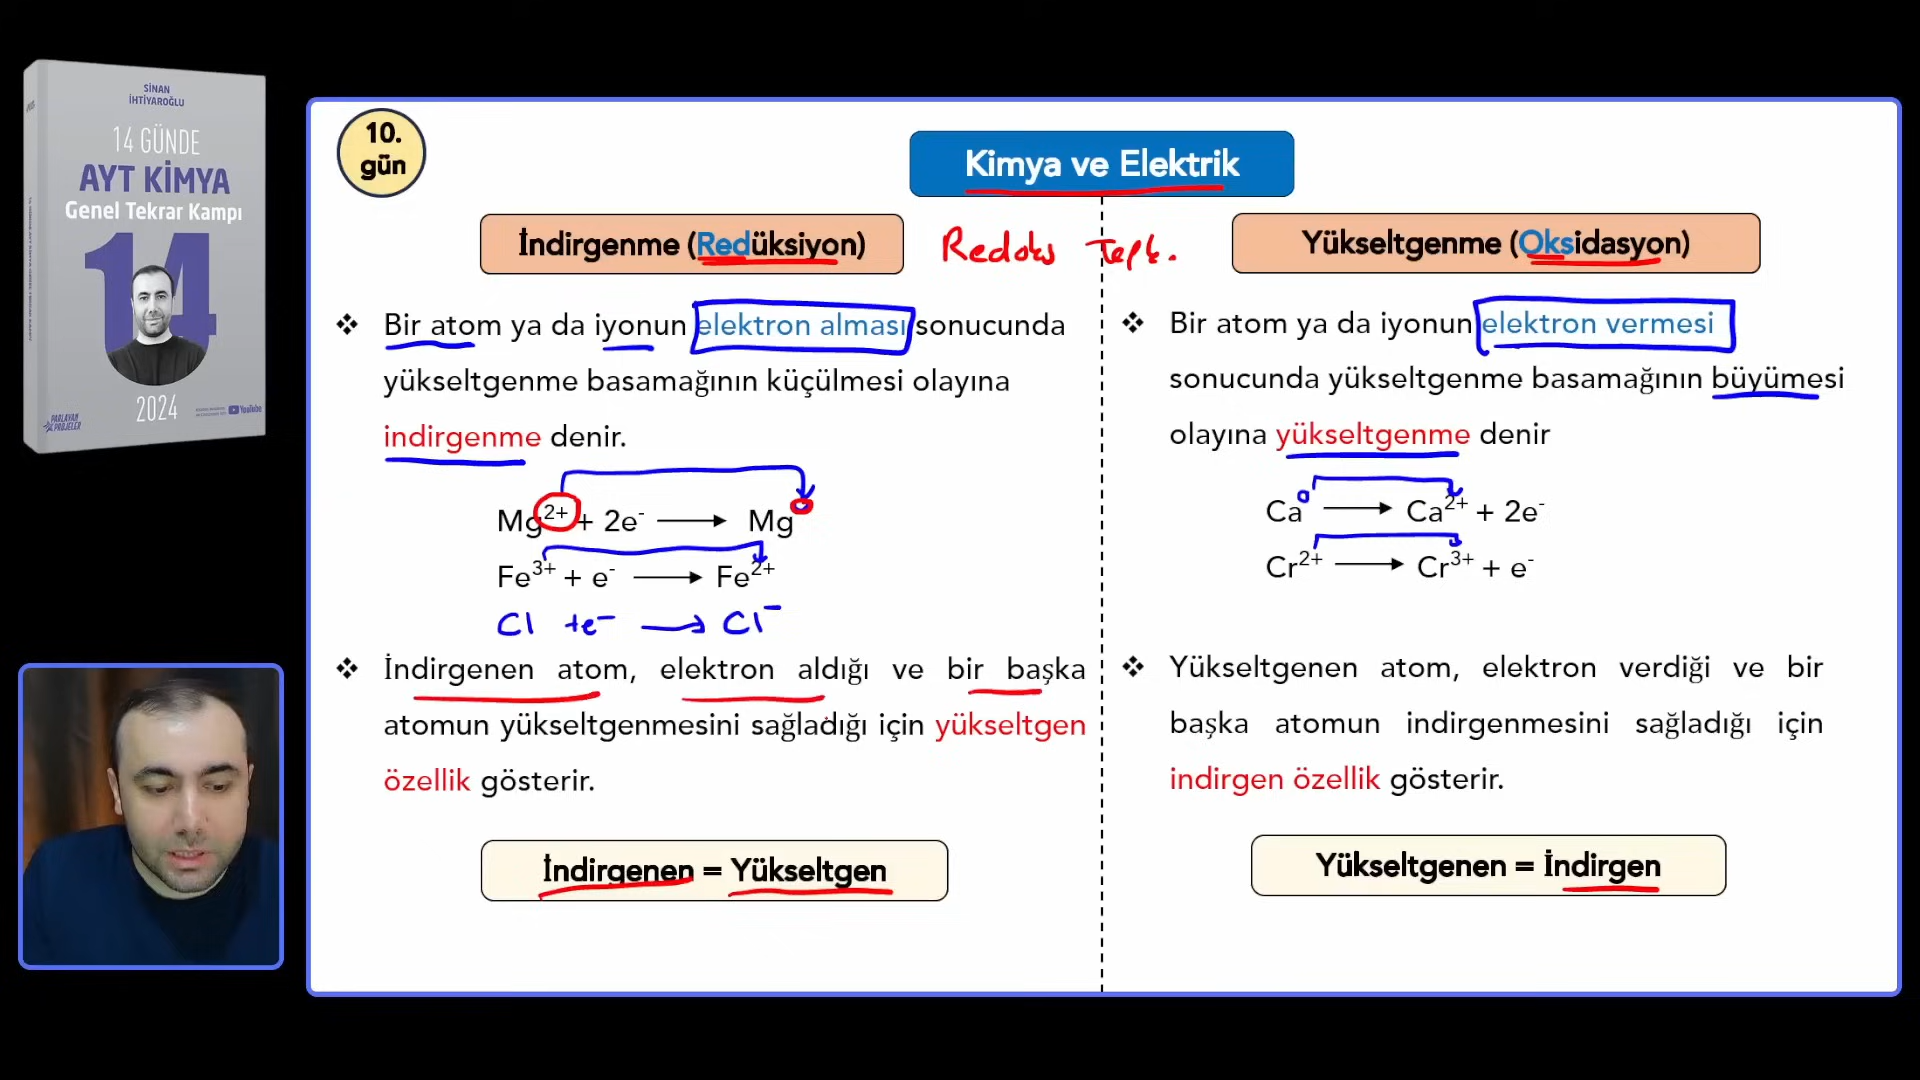 SİNAN
İHTİYAROĞLU
14 GÜNDE
AYT KİMYA
Genel Tekrar Kampı
14
2024
PARLAYAN
PROJELER
YouTube
10.
gün
Kimya ve Elektrik
İndirgenme (Redüksiyon)
Redoks Tepk.
Yükseltgenme (Oksidasyon)
❖ Bir atom ya da iyonun elektron alması sonucunda
yükseltgenme basamağının küçülmesi olayına
indirgenme denir.
Mg²⁺ + 2e⁻ ⟶ Mg⁰
Fe³⁺ + e⁻ ⟶ Fe²⁺
Cl +e⁻ ⟶ Cl⁻
❖ İndirgenen atom, elektron aldığı ve bir başka
atomun yükseltgenmesini sağladığı için yükseltgen
özellik gösterir.
İndirgenen = Yükseltgen
❖ Bir atom ya da iyonun elektron vermesi
sonucunda yükseltgenme basamağının büyümesi
olayına yükseltgenme denir
Ca⁰ ⟶ Ca²⁺ + 2e⁻
Cr²⁺ ⟶ Cr³⁺ + e⁻
❖ Yükseltgenen atom, elektron verdiği ve bir
başka atomun indirgenmesini sağladığı için
indirgen özellik gösterir.
Yükseltgenen = İndirgen